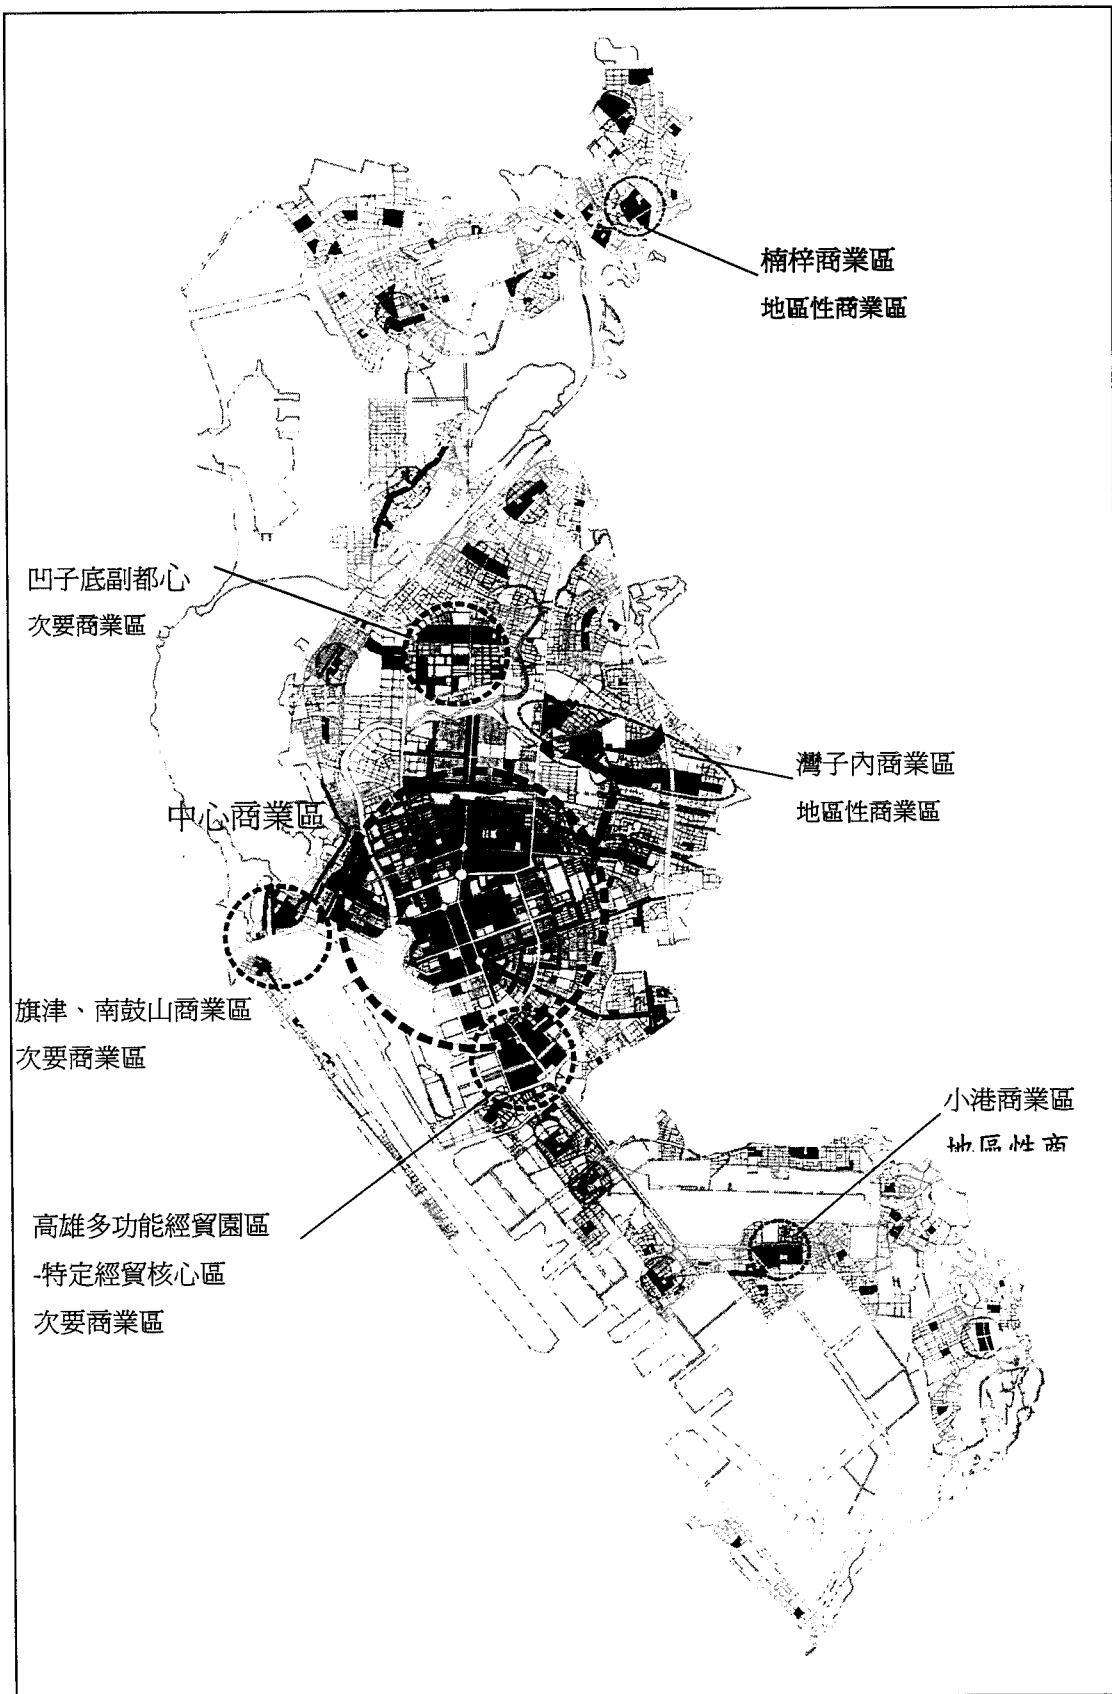 楠梓商業區
地區性商業區
凹子底副都心
次要商業區
灣子內商業區
地區性商業區
中心商業區
旗津、南鼓山商業區
次要商業區
小港商業區
地區性商
高雄多功能經貿園區
-特定經貿核心區
次要商業區